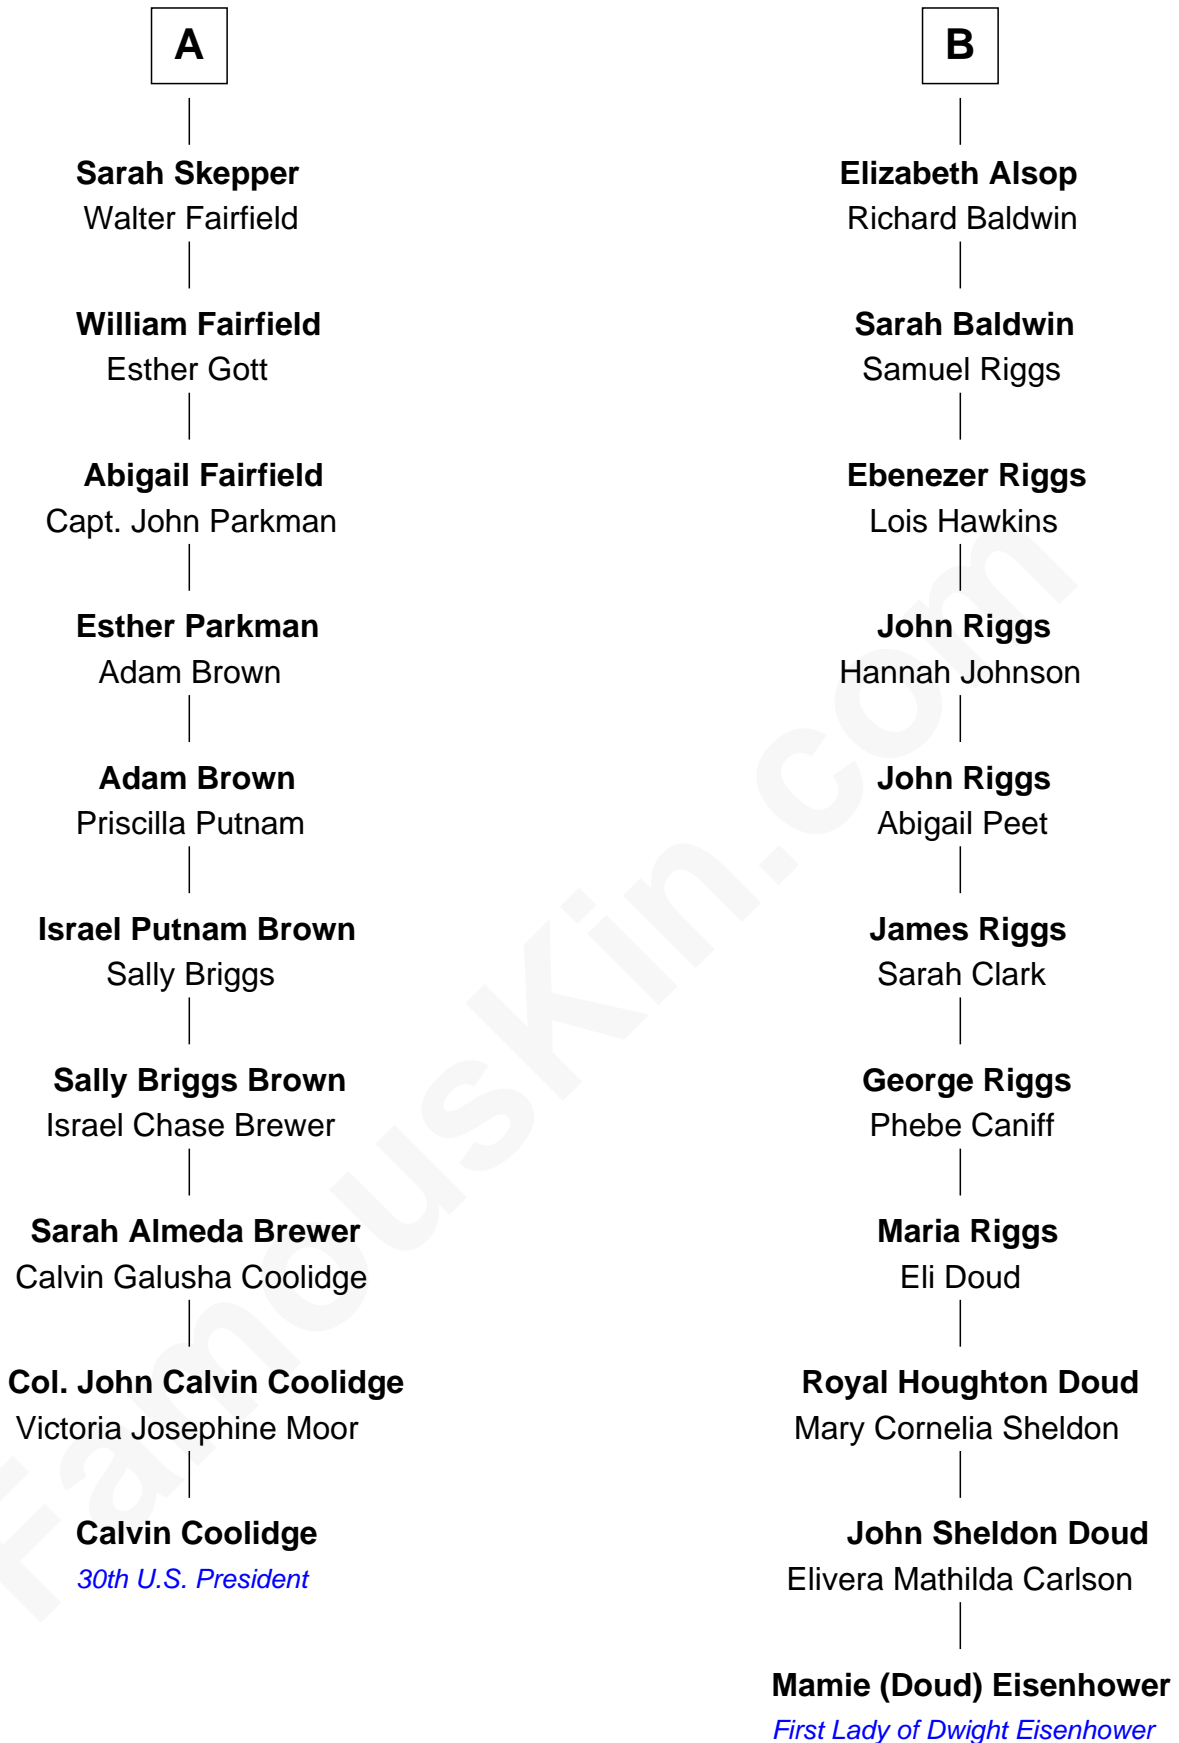 A
Sarah Skepper
Walter Fairfield
William Fairfield
Esther Gott
Abigail Fairfield
Capt. John Parkman
Esther Parkman
Adam Brown
Adam Brown
Priscilla Putnam
Israel Putnam Brown
Sally Briggs
Sally Briggs Brown
Israel Chase Brewer
Sarah Almeda Brewer
Calvin Galusha Coolidge
Col. John Calvin Coolidge
Victoria Josephine Moor
Calvin Coolidge
30th U.S. President
B
Elizabeth Alsop
Richard Baldwin
Sarah Baldwin
Samuel Riggs
Ebenezer Riggs
Lois Hawkins
John Riggs
Hannah Johnson
John Riggs
Abigail Peet
James Riggs
Sarah Clark
George Riggs
Phebe Caniff
Maria Riggs
Eli Doud
Royal Houghton Doud
Mary Cornelia Sheldon
John Sheldon Doud
Elivera Mathilda Carlson
Mamie (Doud) Eisenhower
First Lady of Dwight Eisenhower
FamousKin.com